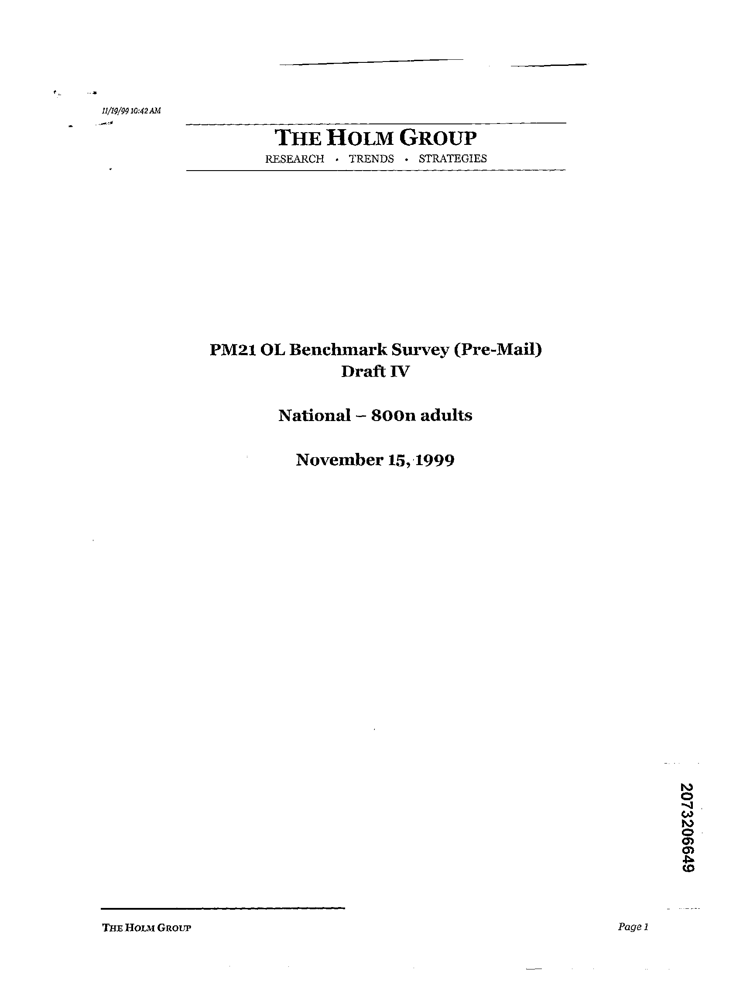 11/19/99 10:42 AM
THE HOLM GROUP
RESEARCH · TRENDS · STRATEGIES
PM21 OL Benchmark Survey (Pre-Mail)
Draft IV
National – 800n adults
November 15, 1999
2073206649
THE HOLM GROUP
Page 1